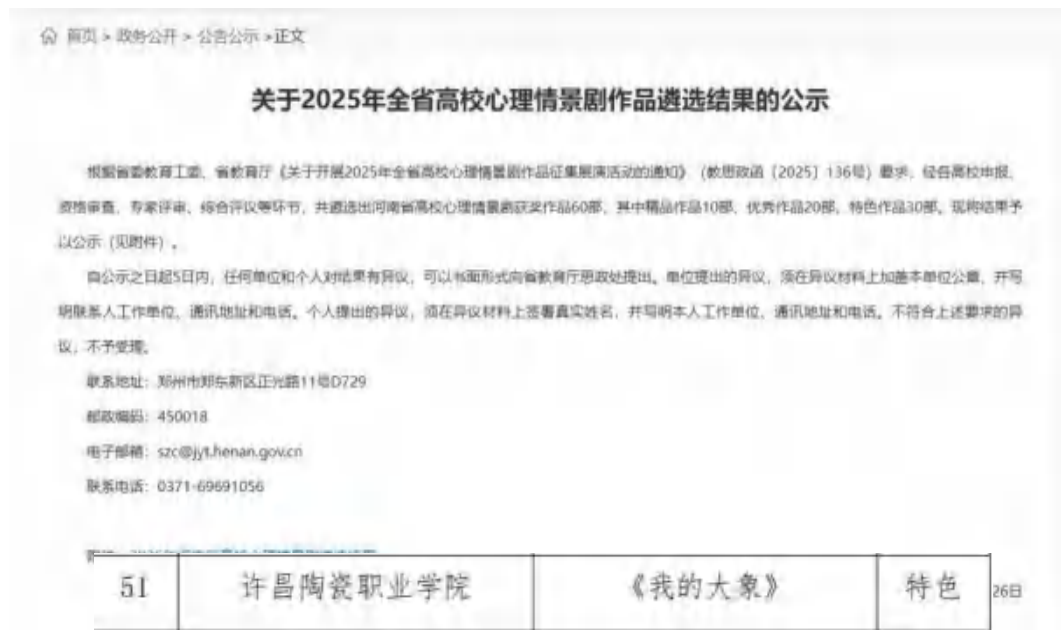 首页 > 政务公开 > 公告公示 > 正文
关于2025年全省高校心理情景剧作品遴选结果的公示
根据省委教育工委、省教育厅《关于开展2025年全省高校心理情景剧作品征集展演活动的通知》（教思政函〔2025〕136号）要求，经各高校申报、
资格审查、专家评审、综合评议等环节，共遴选出河南省高校心理情景剧获奖作品60部，其中精品作品10部、优秀作品20部、特色作品30部。现将结果予
以公示（见附件）。
自公示之日起5日内，任何单位和个人对结果有异议，可以书面形式向省教育厅思政处提出。单位提出的异议，须在异议材料上加盖本单位公章，并写
明联系人工作单位、通讯地址和电话。个人提出的异议，须在异议材料上签署真实姓名，并写明本人工作单位、通讯地址和电话。不符合上述要求的异
议，不予受理。
联系地址：郑州市郑东新区正光路11号D729
邮政编码：450018
电子邮箱：szc@jyt.henan.gov.cn
联系电话：0371-69691056
51 许昌陶瓷职业学院 《我的大象》 特色 26日